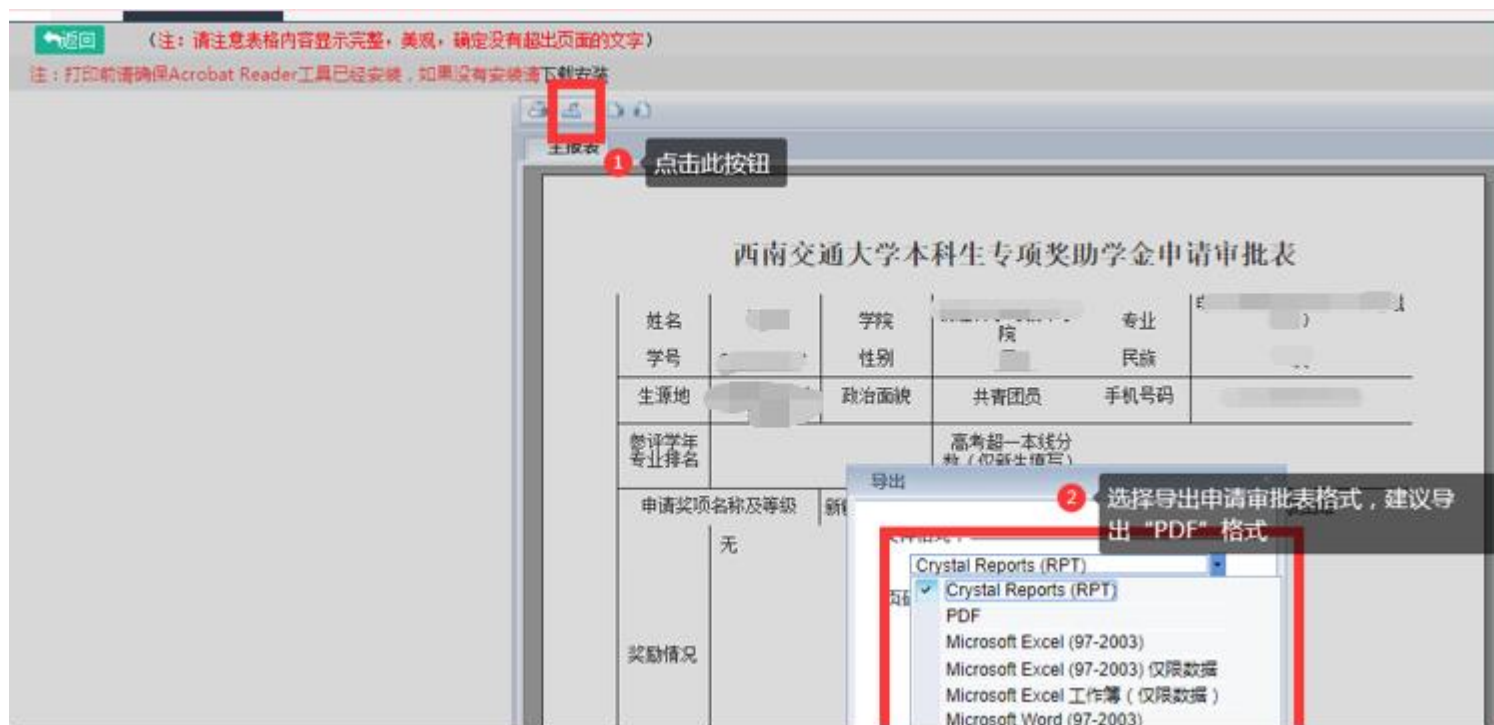 返回 （注：请注意表格内容显示完整，美观，确定没有超出页面的文字）
注：打印前请确保Acrobat Reader工具已经安装，如果没有安装请下载安装
主报表
1 点击此按钮
西南交通大学本科生专项奖助学金申请审批表
姓名 学院 院 专业 ）
学号 性别 民族
生源地 政治面貌 共青团员 手机号码
参评学年
专业排名
高考超一本线分
数（仅新生填写）
导出
2 选择导出申请审批表格式，建议导
出“PDF”格式
申请奖项名称及等级
无
Crystal Reports (RPT)
Crystal Reports (RPT)
PDF
Microsoft Excel (97-2003)
奖励情况
Microsoft Excel (97-2003) 仅限数据
Microsoft Excel 工作簿（仅限数据）
Microsoft Word (97-2003)